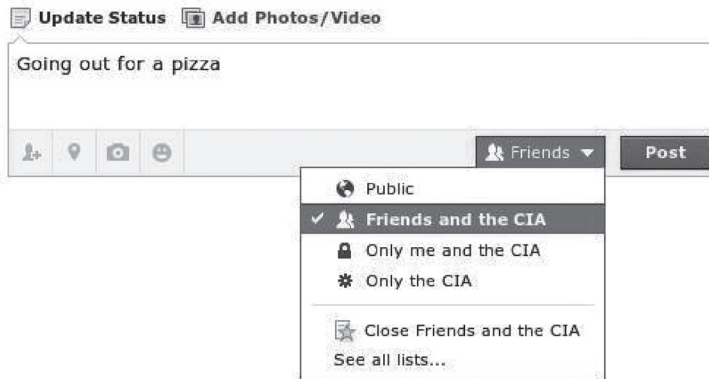 Update Status Add Photos/Video
Going out for a pizza
Friends Post
Public
Friends and the CIA
Only me and the CIA
Only the CIA
Close Friends and the CIA
See all lists...